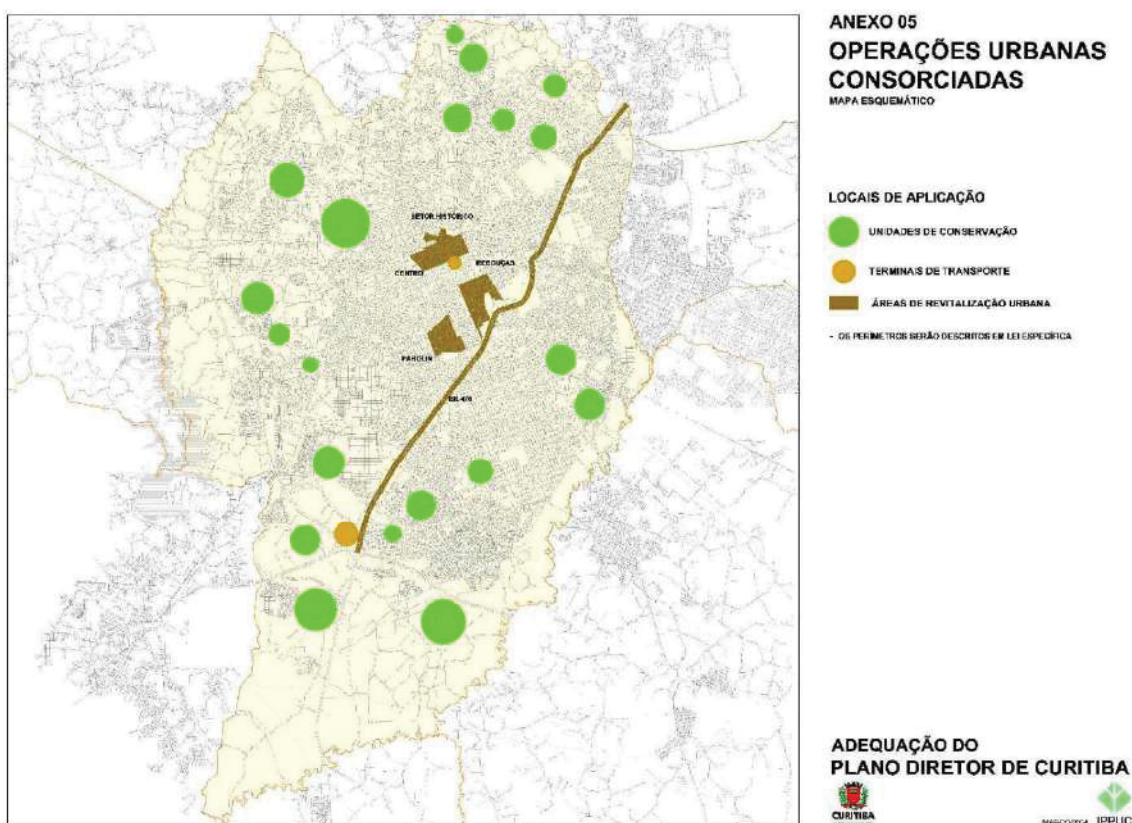 ANEXO 05
OPERAÇÕES URBANAS
CONSORCIADAS
MAPA ESQUEMÁTICO
LOCAIS DE APLICAÇÃO
UNIDADES DE CONSERVAÇÃO
TERMINAIS DE TRANSPORTE
ÁREAS DE REVITALIZAÇÃO URBANA
- OS PERÍMETROS SERÃO DESCRITOS EM LEI ESPECÍFICA
SETOR HISTÓRICO
CENTRO
REBOUÇAS
PAROLIN
BR-476
ADEQUAÇÃO DO
PLANO DIRETOR DE CURITIBA
CURITIBA
IPPUC